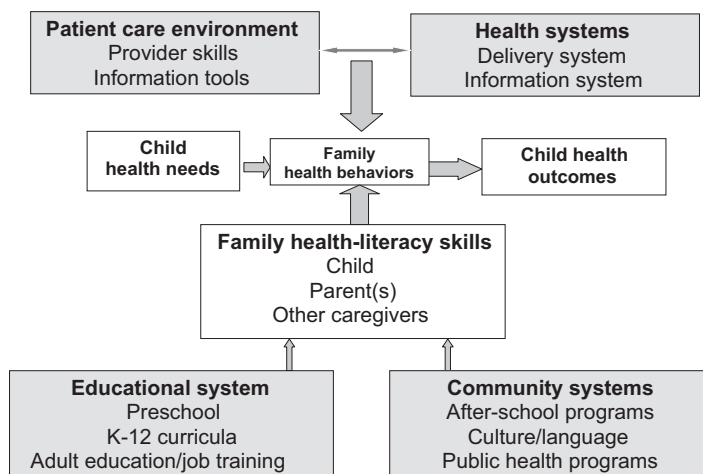 Patient care environment
Provider skills
Information tools
Health systems
Delivery system
Information system
Child
health needs
Family
health behaviors
Child health
outcomes
Family health-literacy skills
Child
Parent(s)
Other caregivers
Educational system
Preschool
K-12 curricula
Adult education/job training
Community systems
After-school programs
Culture/language
Public health programs